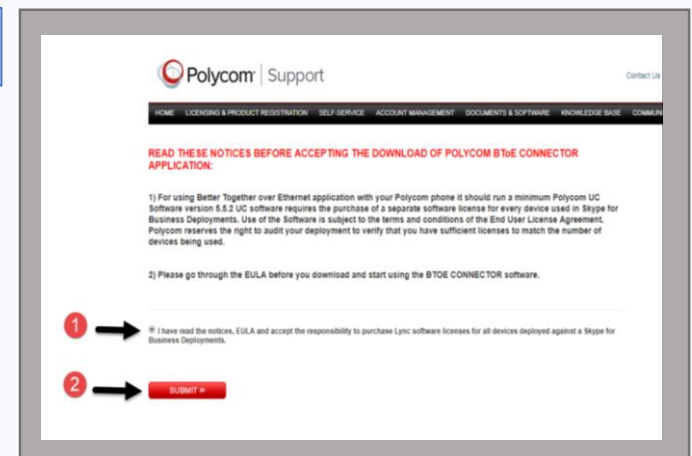 Polycom Support
Contact Us
HOME LICENSING & PRODUCT REGISTRATION SELF-SERVICE ACCOUNT MANAGEMENT DOCUMENTS & SOFTWARE KNOWLEDGE BASE COMMUN
READ THESE NOTICES BEFORE ACCEPTING THE DOWNLOAD OF POLYCOM BToE CONNECTOR
APPLICATION:
1) For using Better Together over Ethernet application with your Polycom phone it should run a minimum Polycom UC
Software version 5.5.2 UC software requires the purchase of a separate software license for every device used in Skype for
Business Deployments. Use of the Software is subject to the terms and conditions of the End User License Agreement.
Polycom reserves the right to audit your deployment to verify that you have sufficient licenses to match the number of
devices being used.
2) Please go through the EULA before you download and start using the BTOE CONNECTOR software.
1 I have read the notices, EULA and accept the responsibility to purchase Lync software licenses for all devices deployed against a Skype for
Business Deployments.
2 SUBMIT »